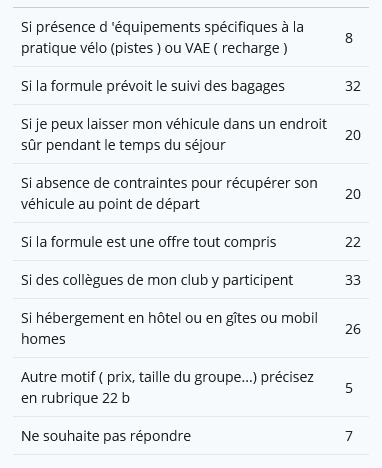 Si présence d 'équipements spécifiques à la
pratique vélo (pistes ) ou VAE ( recharge )
8
Si la formule prévoit le suivi des bagages
32
Si je peux laisser mon véhicule dans un endroit
sûr pendant le temps du séjour
20
Si absence de contraintes pour récupérer son
véhicule au point de départ
20
Si la formule est une offre tout compris
22
Si des collègues de mon club y participent
33
Si hébergement en hôtel ou en gîtes ou mobil
homes
26
Autre motif ( prix, taille du groupe...) précisez
en rubrique 22 b
5
Ne souhaite pas répondre
7